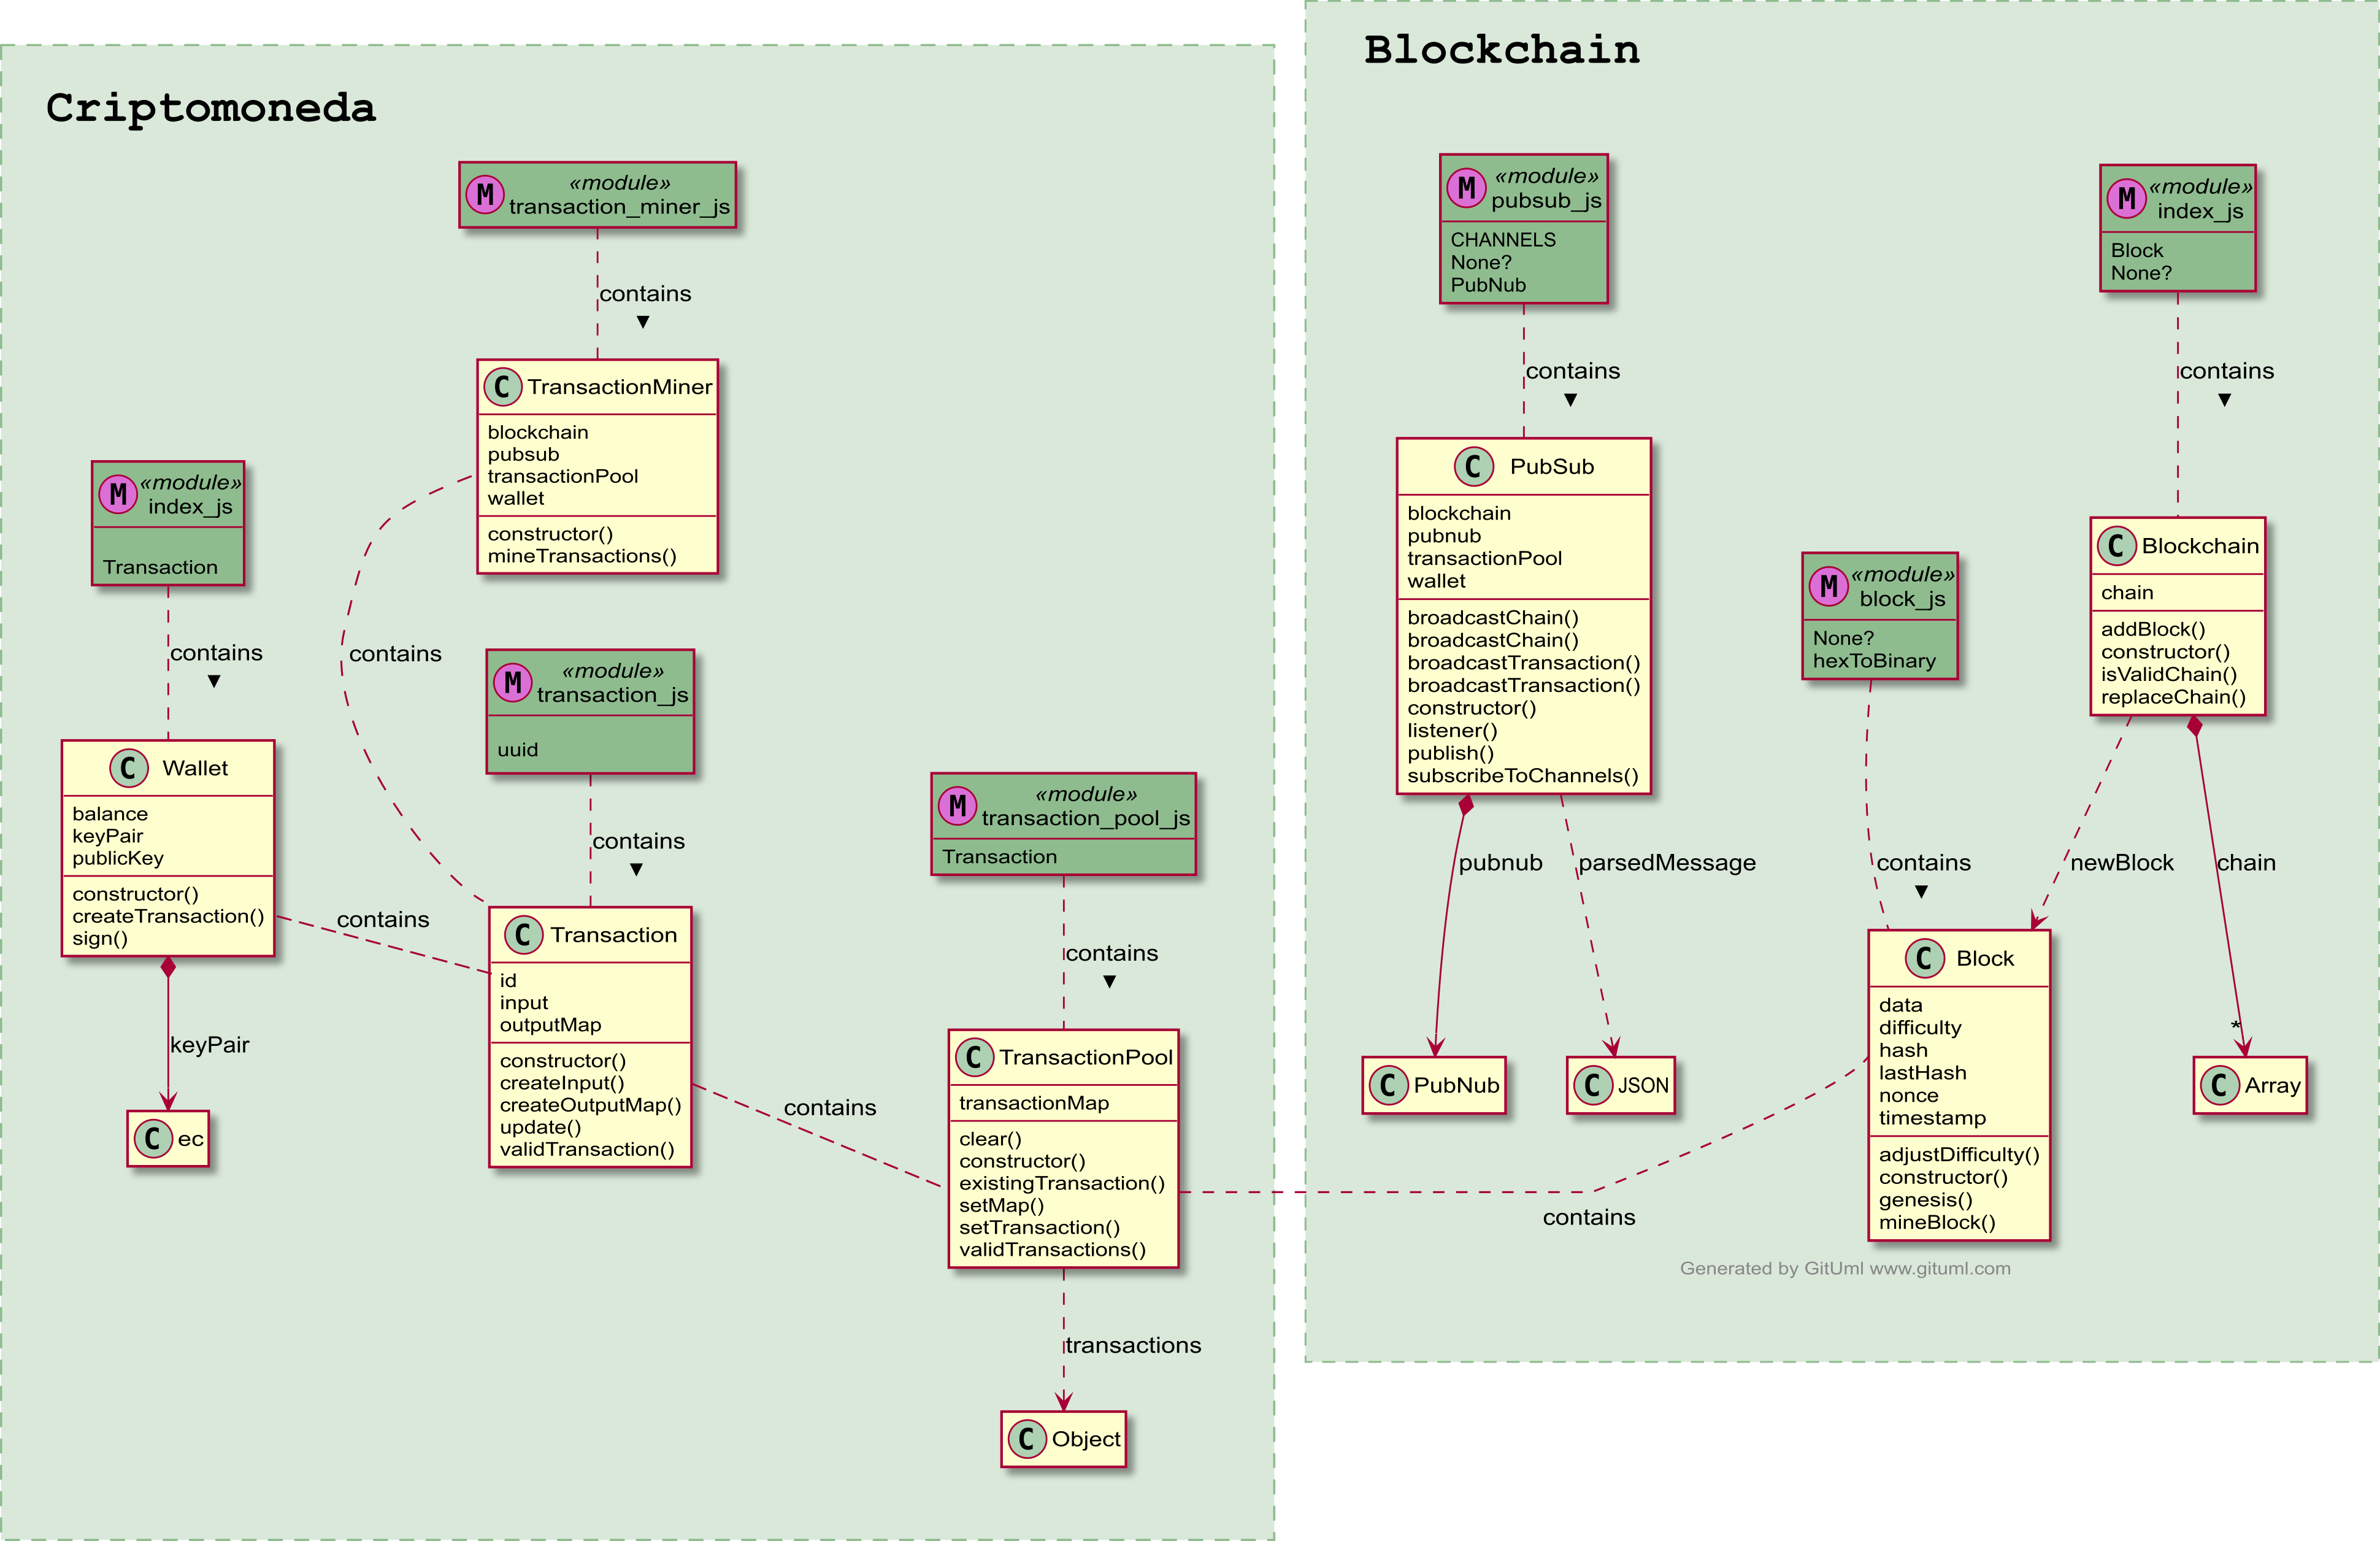 Criptomoneda
M
«module»
transaction_miner_js
contains
▼
C TransactionMiner
blockchain
pubsub
transactionPool
wallet
constructor()
mineTransactions()
M
«module»
index_js
Transaction
contains
▼
contains
M
«module»
transaction_js
uuid
contains
▼
C Wallet
balance
keyPair
publicKey
constructor()
createTransaction()
sign()
contains
keyPair
C ec
C Transaction
id
input
outputMap
constructor()
createInput()
createOutputMap()
update()
validTransaction()
contains
M
«module»
transaction_pool_js
Transaction
contains
▼
C TransactionPool
transactionMap
clear()
constructor()
existingTransaction()
setMap()
setTransaction()
validTransactions()
transactions
C Object
Blockchain
M
«module»
pubsub_js
CHANNELS
None?
PubNub
contains
▼
C PubSub
blockchain
pubnub
transactionPool
wallet
broadcastChain()
broadcastChain()
broadcastTransaction()
broadcastTransaction()
constructor()
listener()
publish()
subscribeToChannels()
pubnub
parsedMessage
C PubNub
C JSON
M
«module»
index_js
Block
None?
contains
▼
C Blockchain
chain
addBlock()
constructor()
isValidChain()
replaceChain()
M
«module»
block_js
None?
hexToBinary
contains
▼
newBlock
chain
*
C Array
C Block
data
difficulty
hash
lastHash
nonce
timestamp
adjustDifficulty()
constructor()
genesis()
mineBlock()
contains
Generated by GitUml www.gituml.com